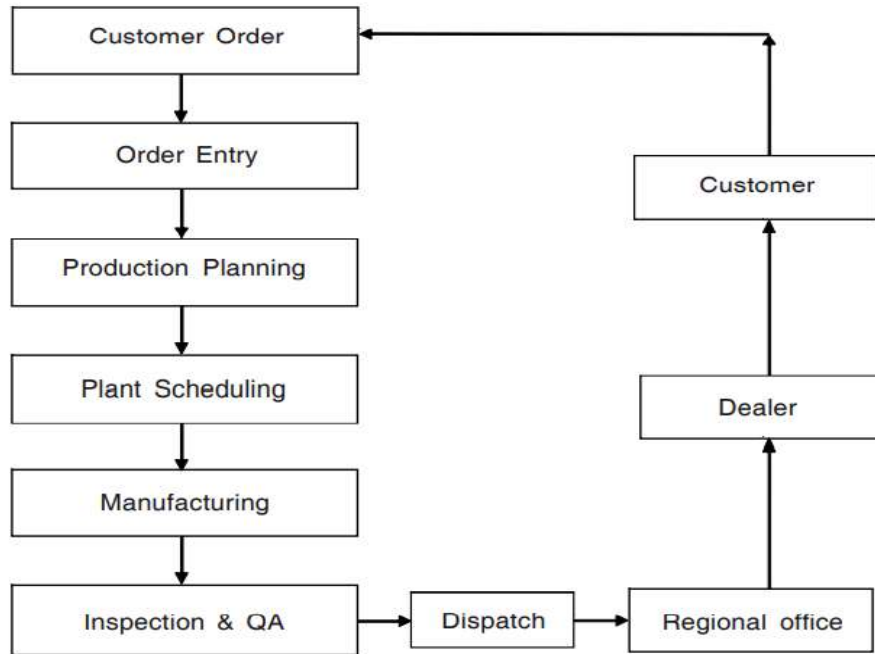 Customer Order
Order Entry
Production Planning
Plant Scheduling
Manufacturing
Inspection & QA
Dispatch
Regional office
Dealer
Customer